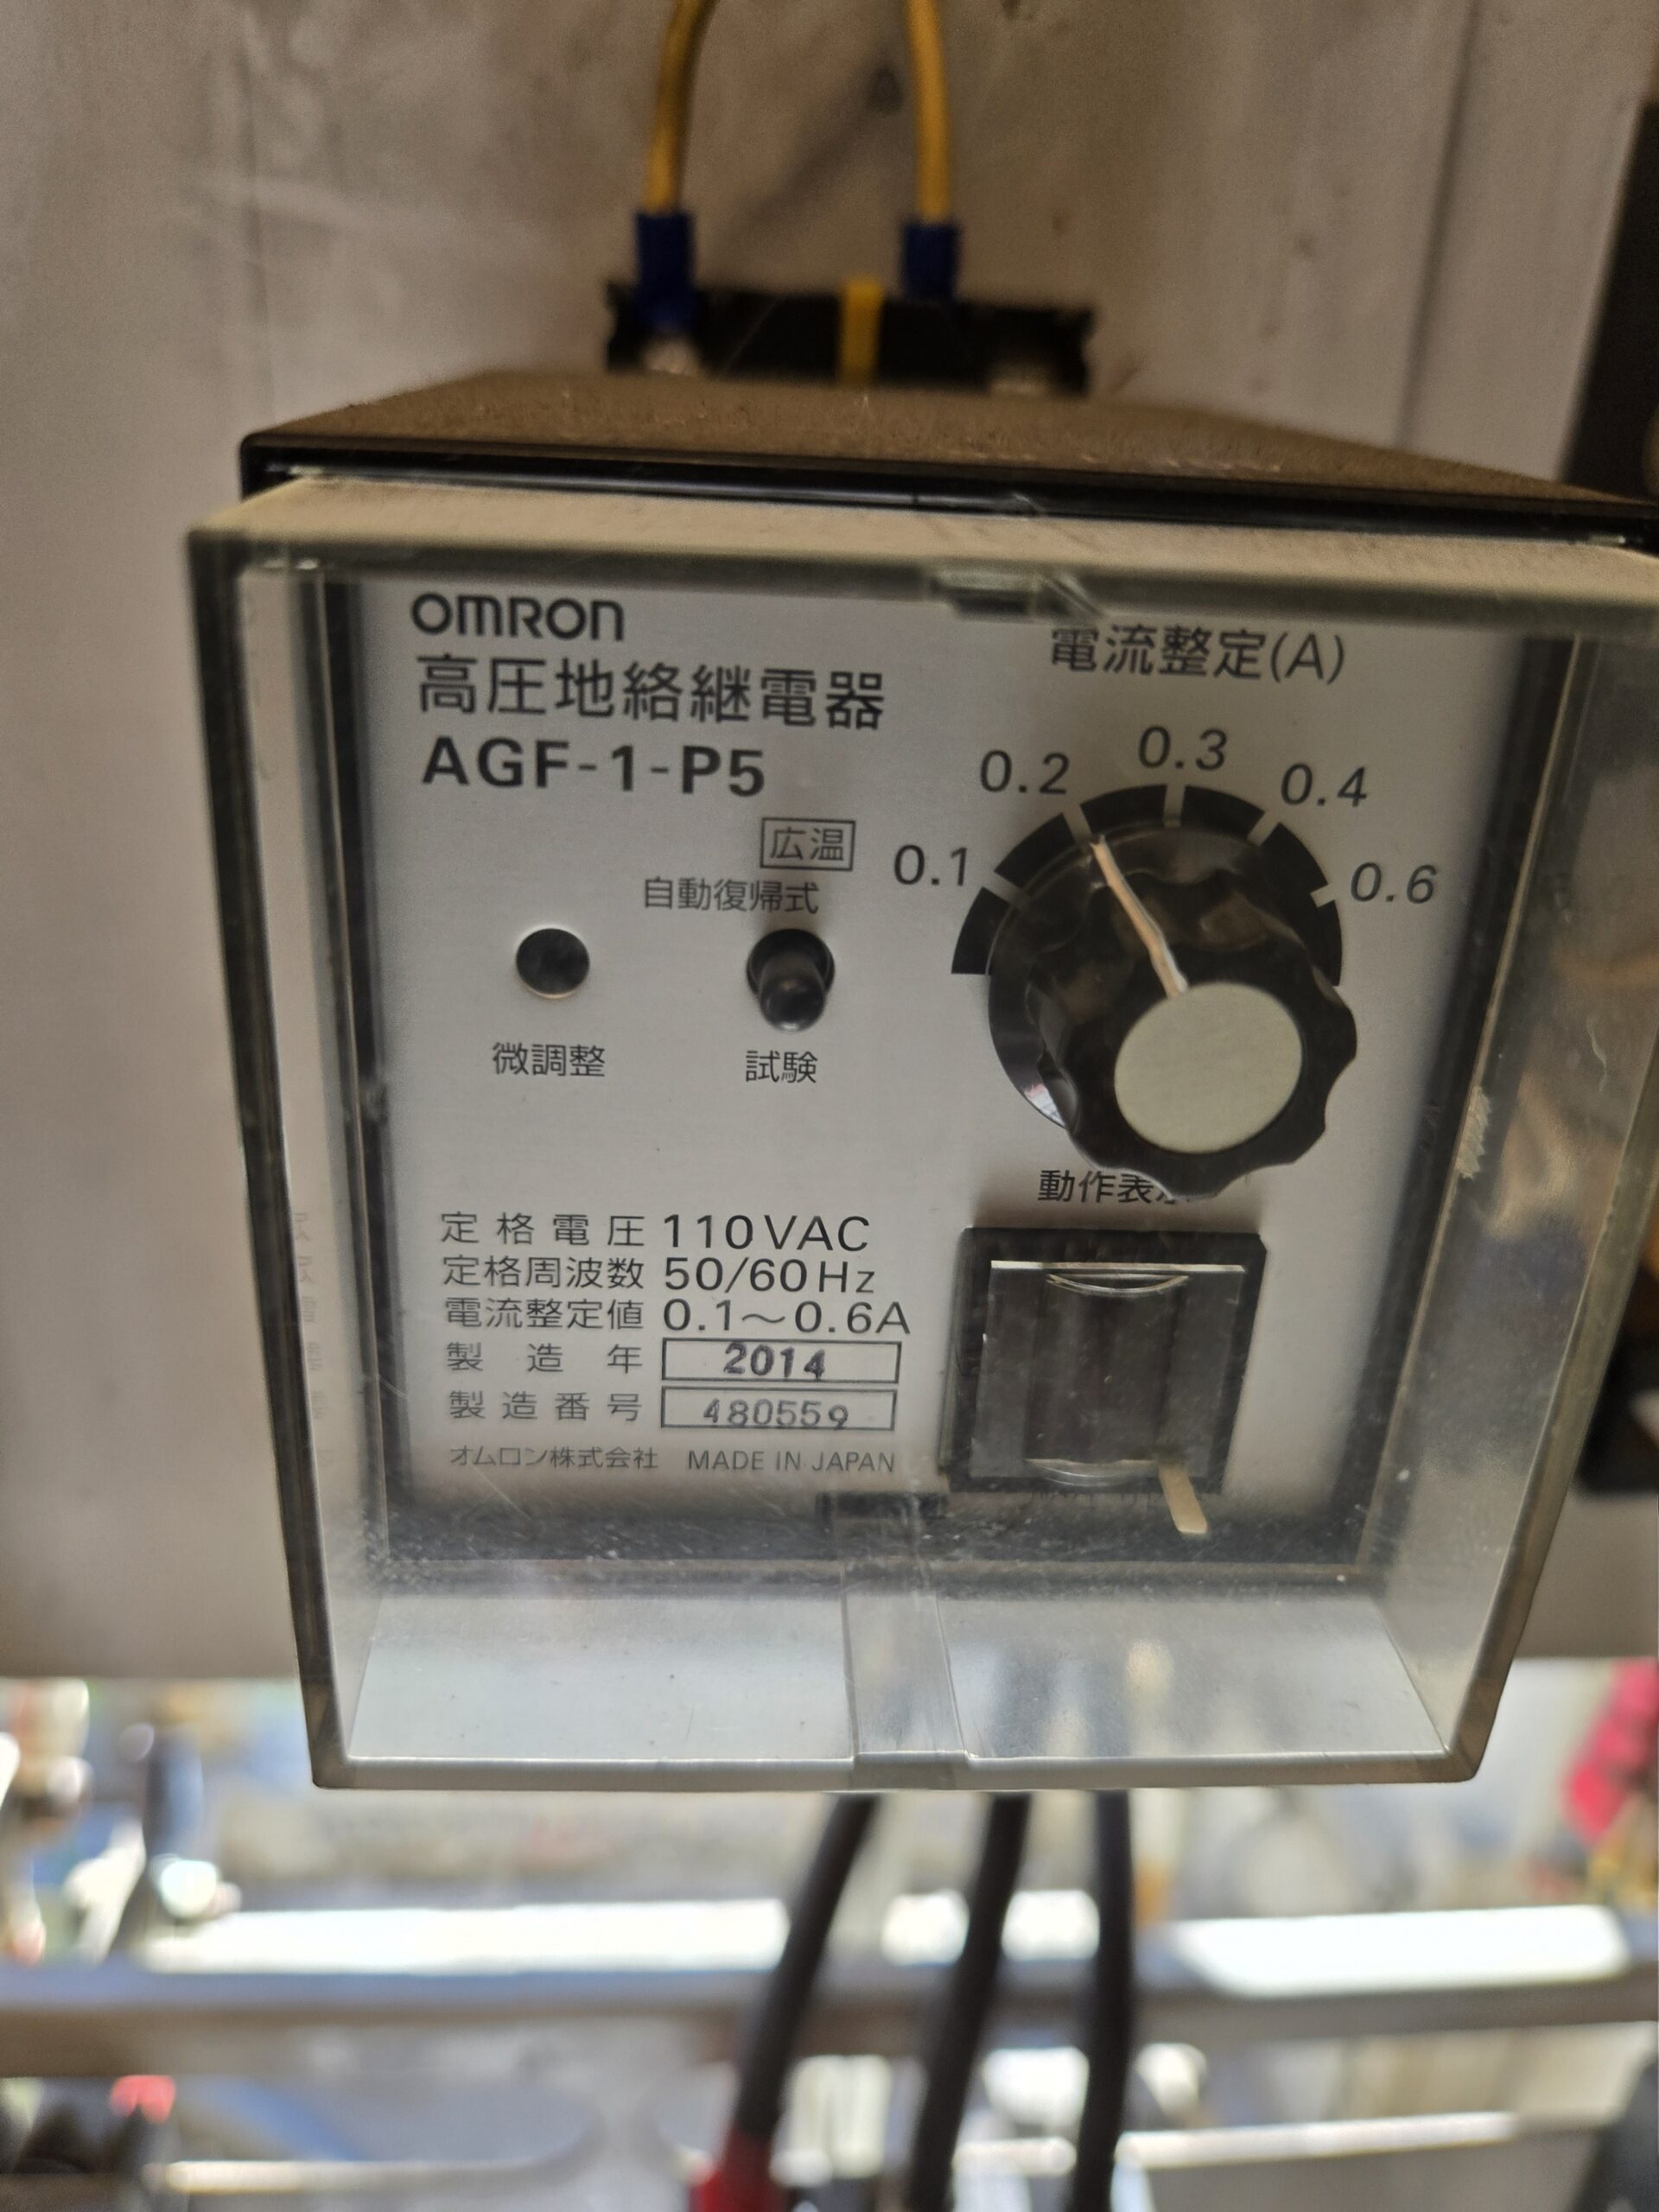 OMRON
高圧地絡継電器
AGF-1-P5
電流整定(A)
0.1
0.2
0.3
0.4
0.6
広温
自動復帰式
微調整
試験
動作表示
定格電圧 110VAC
定格周波数 50/60Hz
電流整定値 0.1～0.6A
製造年 2014
製造番号 480559
オムロン株式会社 MADE IN JAPAN